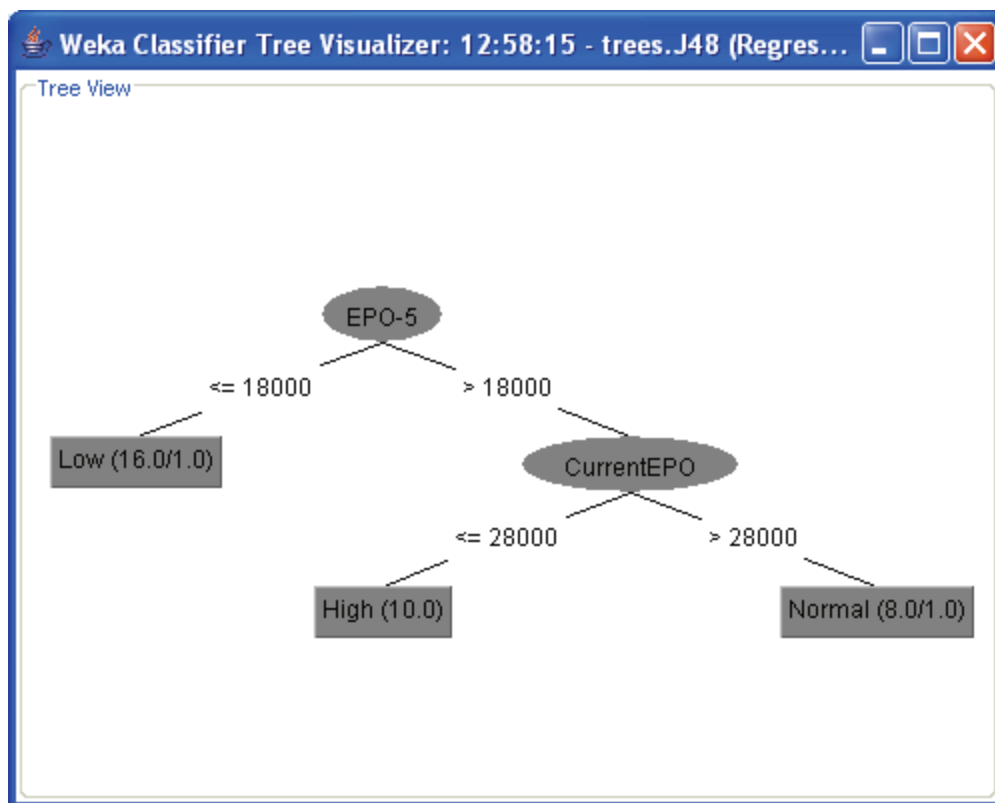 Weka Classifier Tree Visualizer: 12:58:15 - trees.J48 (Regres...
Tree View
EPO-5
<= 18000
> 18000
Low (16.0/1.0)
CurrentEPO
<= 28000
> 28000
High (10.0)
Normal (8.0/1.0)